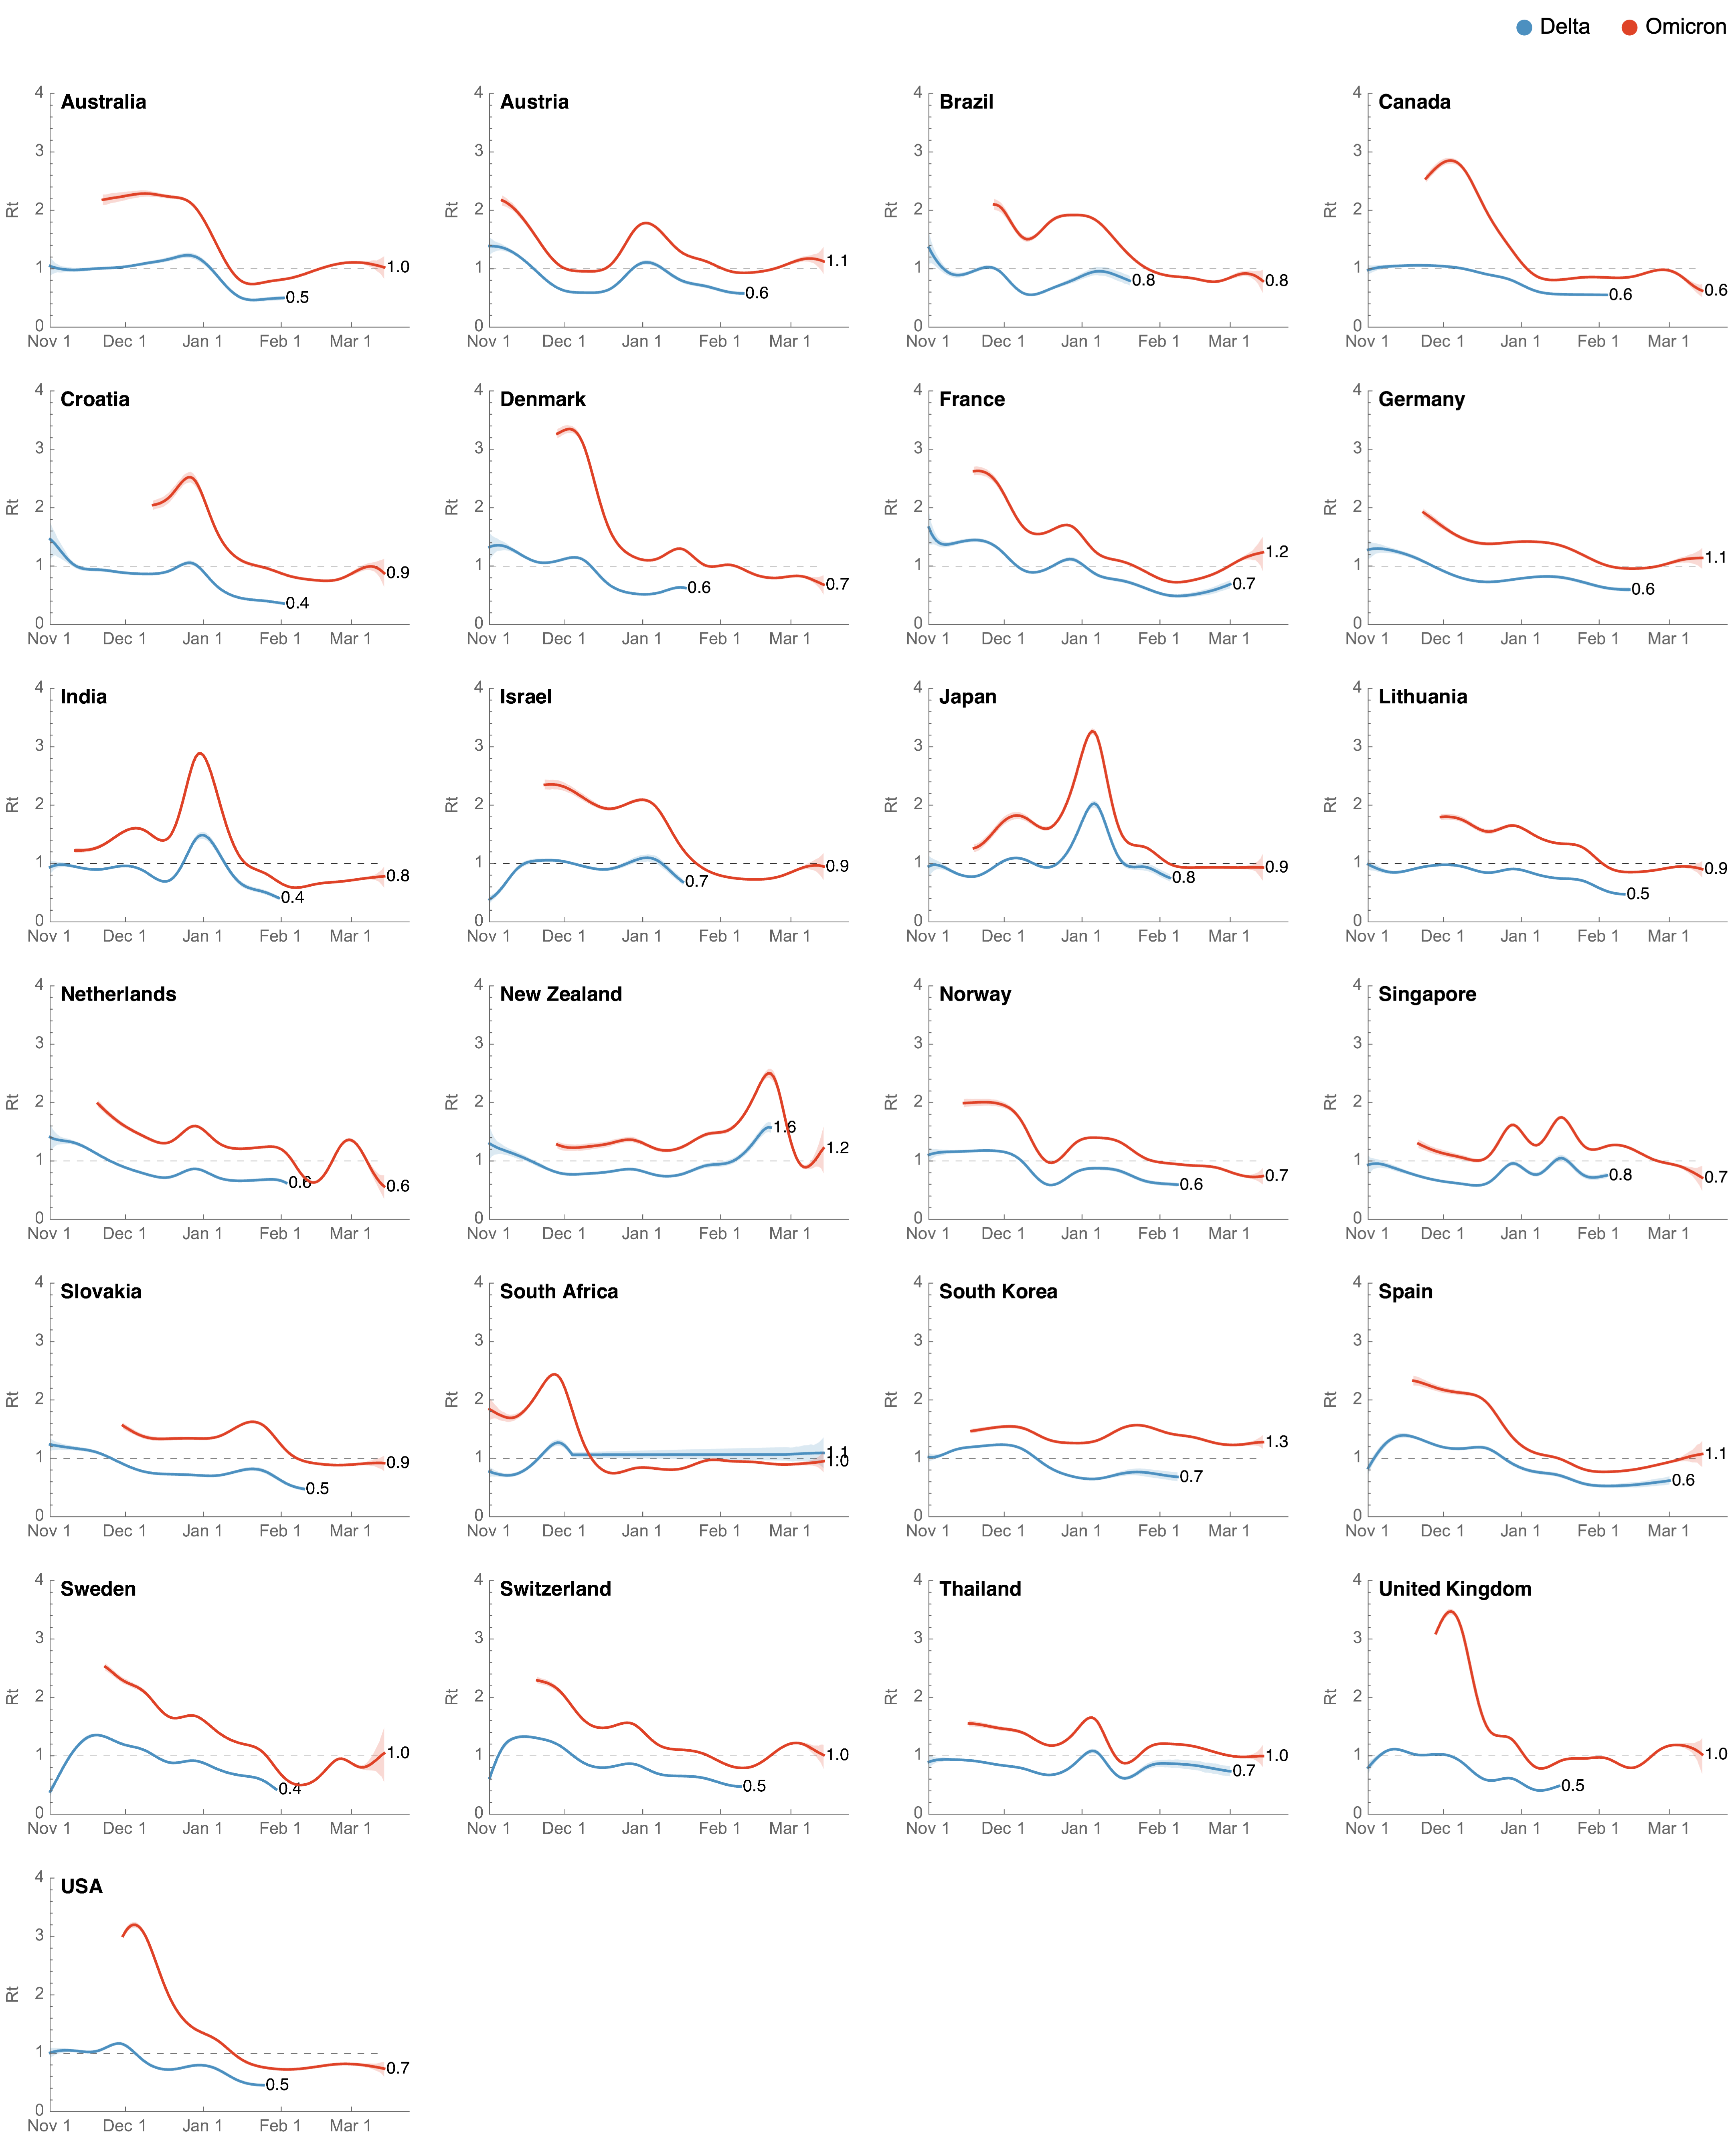 Delta Omicron
Australia
4
3
2
1
0
Rt
1.0
0.5
Nov 1 Dec 1 Jan 1 Feb 1 Mar 1
Austria
4
3
2
1
0
Rt
1.1
0.6
Nov 1 Dec 1 Jan 1 Feb 1 Mar 1
Brazil
4
3
2
1
0
Rt
0.8
0.8
Nov 1 Dec 1 Jan 1 Feb 1 Mar 1
Canada
4
3
2
1
0
Rt
0.6
0.6
Nov 1 Dec 1 Jan 1 Feb 1 Mar 1
Croatia
4
3
2
1
0
Rt
0.9
0.4
Nov 1 Dec 1 Jan 1 Feb 1 Mar 1
Denmark
4
3
2
1
0
Rt
0.6
0.7
Nov 1 Dec 1 Jan 1 Feb 1 Mar 1
France
4
3
2
1
0
Rt
1.2
0.7
Nov 1 Dec 1 Jan 1 Feb 1 Mar 1
Germany
4
3
2
1
0
Rt
1.1
0.6
Nov 1 Dec 1 Jan 1 Feb 1 Mar 1
India
4
3
2
1
0
Rt
0.8
0.4
Nov 1 Dec 1 Jan 1 Feb 1 Mar 1
Israel
4
3
2
1
0
Rt
0.9
0.7
Nov 1 Dec 1 Jan 1 Feb 1 Mar 1
Japan
4
3
2
1
0
Rt
0.9
0.8
Nov 1 Dec 1 Jan 1 Feb 1 Mar 1
Lithuania
4
3
2
1
0
Rt
0.9
0.5
Nov 1 Dec 1 Jan 1 Feb 1 Mar 1
Netherlands
4
3
2
1
0
Rt
0.6
0.6
Nov 1 Dec 1 Jan 1 Feb 1 Mar 1
New Zealand
4
3
2
1
0
Rt
1.6
1.2
Nov 1 Dec 1 Jan 1 Feb 1 Mar 1
Norway
4
3
2
1
0
Rt
0.7
0.6
Nov 1 Dec 1 Jan 1 Feb 1 Mar 1
Singapore
4
3
2
1
0
Rt
0.8
0.7
Nov 1 Dec 1 Jan 1 Feb 1 Mar 1
Slovakia
4
3
2
1
0
Rt
0.9
0.5
Nov 1 Dec 1 Jan 1 Feb 1 Mar 1
South Africa
4
3
2
1
0
Rt
1.1
1.0
Nov 1 Dec 1 Jan 1 Feb 1 Mar 1
South Korea
4
3
2
1
0
Rt
1.3
0.7
Nov 1 Dec 1 Jan 1 Feb 1 Mar 1
Spain
4
3
2
1
0
Rt
1.1
0.6
Nov 1 Dec 1 Jan 1 Feb 1 Mar 1
Sweden
4
3
2
1
0
Rt
1.0
0.4
Nov 1 Dec 1 Jan 1 Feb 1 Mar 1
Switzerland
4
3
2
1
0
Rt
1.0
0.5
Nov 1 Dec 1 Jan 1 Feb 1 Mar 1
Thailand
4
3
2
1
0
Rt
1.0
0.7
Nov 1 Dec 1 Jan 1 Feb 1 Mar 1
United Kingdom
4
3
2
1
0
Rt
1.0
0.5
Nov 1 Dec 1 Jan 1 Feb 1 Mar 1
USA
4
3
2
1
0
Rt
0.7
0.5
Nov 1 Dec 1 Jan 1 Feb 1 Mar 1